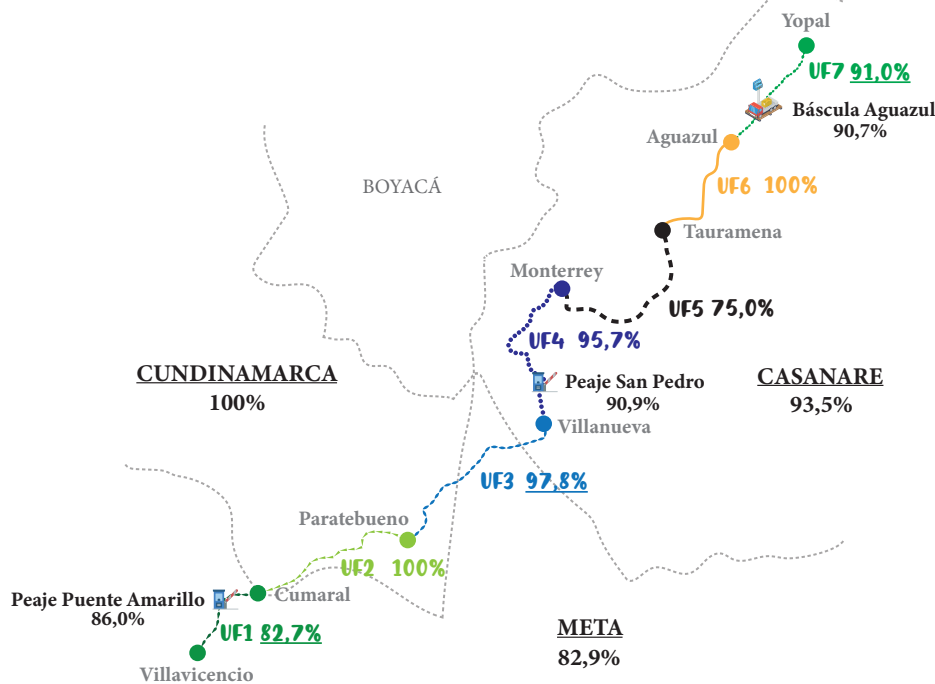 Yopal
UF7 91,0%
Báscula Aguazul
90,7%
Aguazul
BOYACÁ
UF6 100%
Tauramena
Monterrey
UF5 75,0%
UF4 95,7%
CUNDINAMARCA
100%
Peaje San Pedro
90,9%
CASANARE
93,5%
Villanueva
UF3 97,8%
Paratebueno
UF2 100%
Peaje Puente Amarillo
86,0%
Cumaral
UF1 82,7%
META
82,9%
Villavicencio